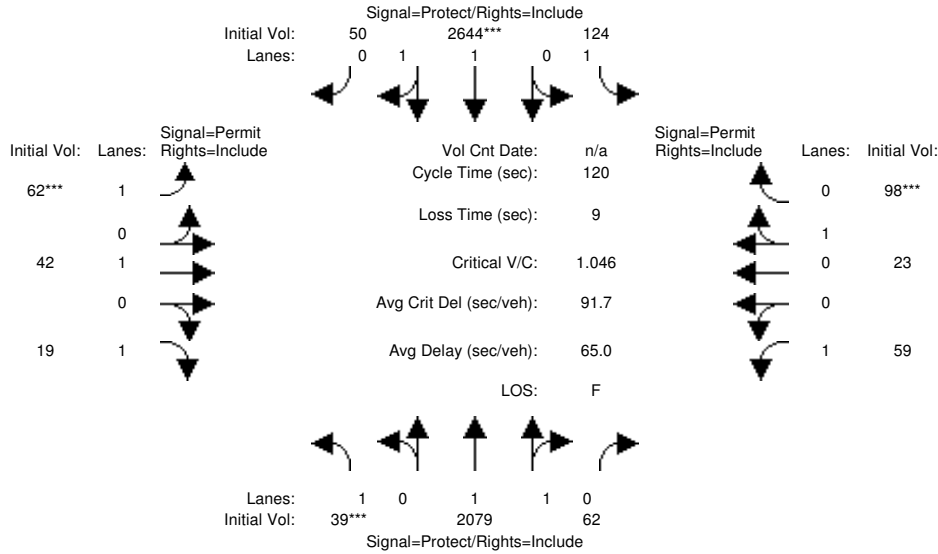 Signal=Protect/Rights=Include
Initial Vol: 50 2644*** 124
Lanes: 0 1 1 0 1
Signal=Permit
Initial Vol: Lanes: Rights=Include
Vol Cnt Date: n/a
Signal=Permit
Rights=Include Lanes: Initial Vol:
Cycle Time (sec): 120
62*** 1
0 98***
Loss Time (sec): 9
0
1
42 1
Critical V/C: 1.046
0 23
0
Avg Crit Del (sec/veh): 91.7
0
19 1
Avg Delay (sec/veh): 65.0
1 59
LOS: F
Lanes: 1 0 1 1 0
Initial Vol: 39*** 2079 62
Signal=Protect/Rights=Include